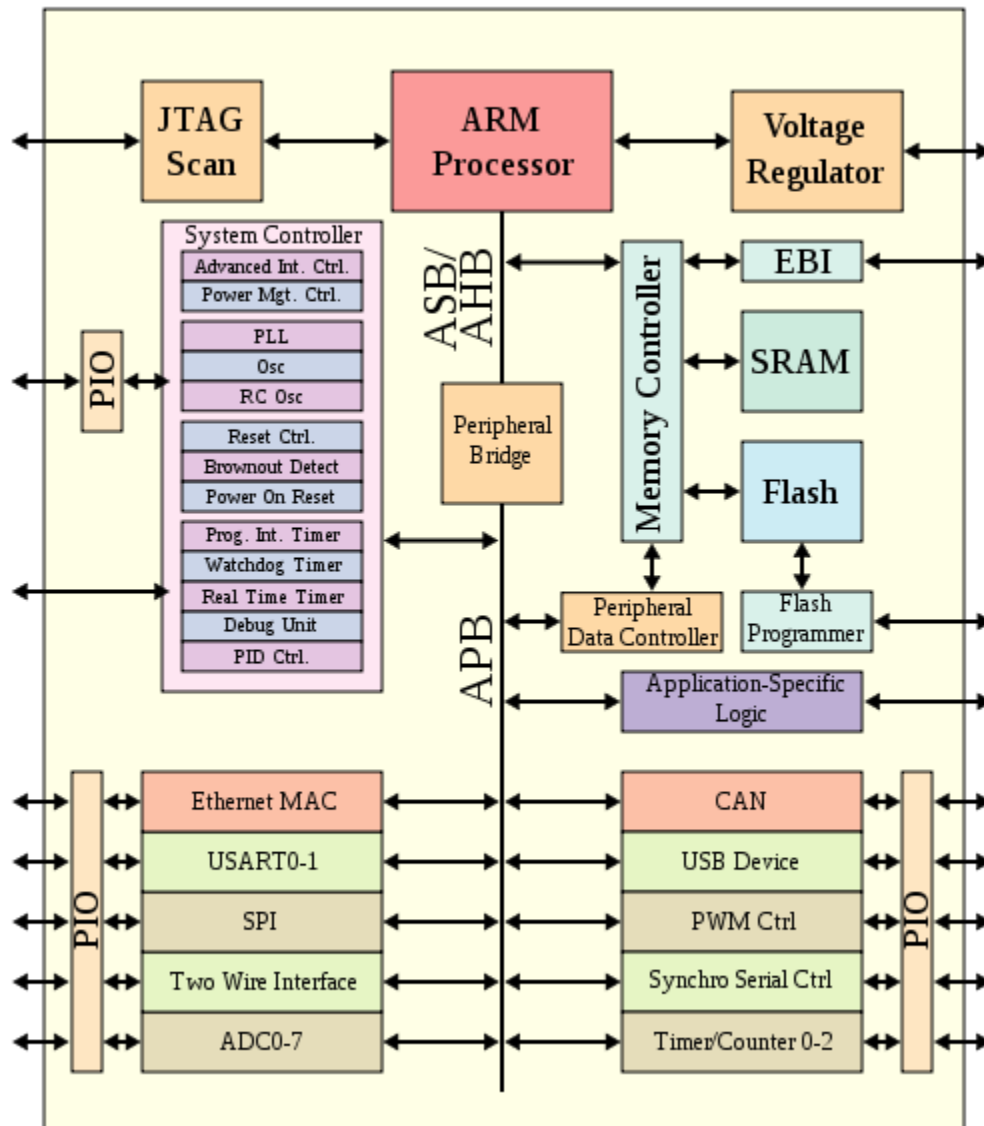 JTAG
Scan
ARM
Processor
Voltage
Regulator
System Controller
Advanced Int. Ctrl.
Power Mgt. Ctrl.
PLL
Osc
RC Osc
Reset Ctrl.
Brownout Detect
Power On Reset
Prog. Int. Timer
Watchdog Timer
Real Time Timer
Debug Unit
PID Ctrl.
PIO
ASB/
AHB
Peripheral
Bridge
APB
Memory Controller
EBI
SRAM
Flash
Peripheral
Data Controller
Flash
Programmer
Application-Specific
Logic
PIO
Ethernet MAC
USART0-1
SPI
Two Wire Interface
ADC0-7
CAN
USB Device
PWM Ctrl
Synchro Serial Ctrl
Timer/Counter 0-2
PIO